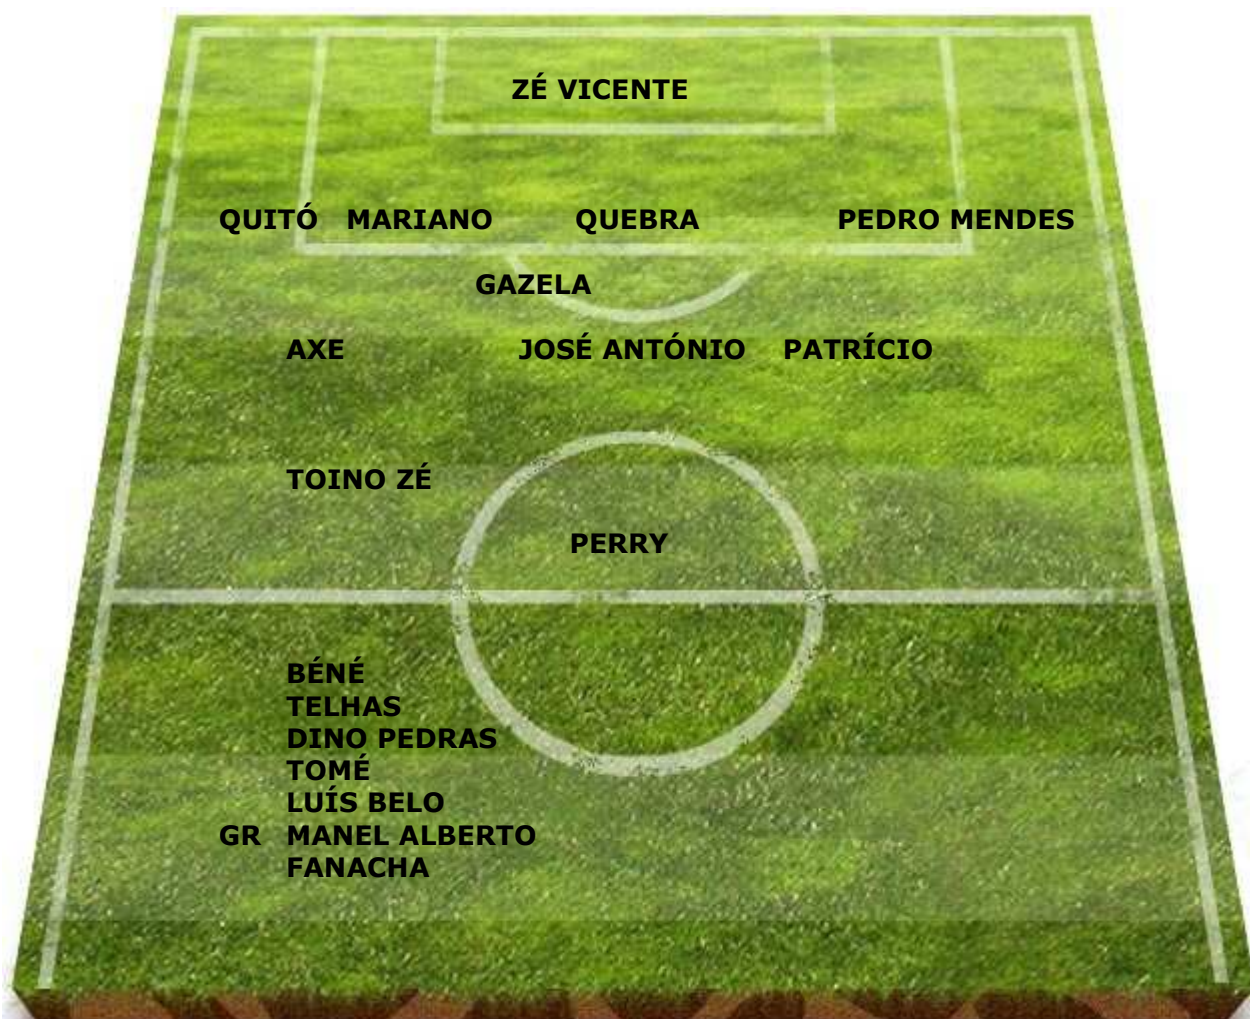 ZÉ VICENTE
QUITÓ MARIANO QUEBRA PEDRO MENDES
GAZELA
AXE JOSÉ ANTÓNIO PATRÍCIO
TOINO ZÉ
PERRY
BÉNÉ
TELHAS
DINO PEDRAS
TOMÉ
LUÍS BELO
GR MANEL ALBERTO
FANACHA